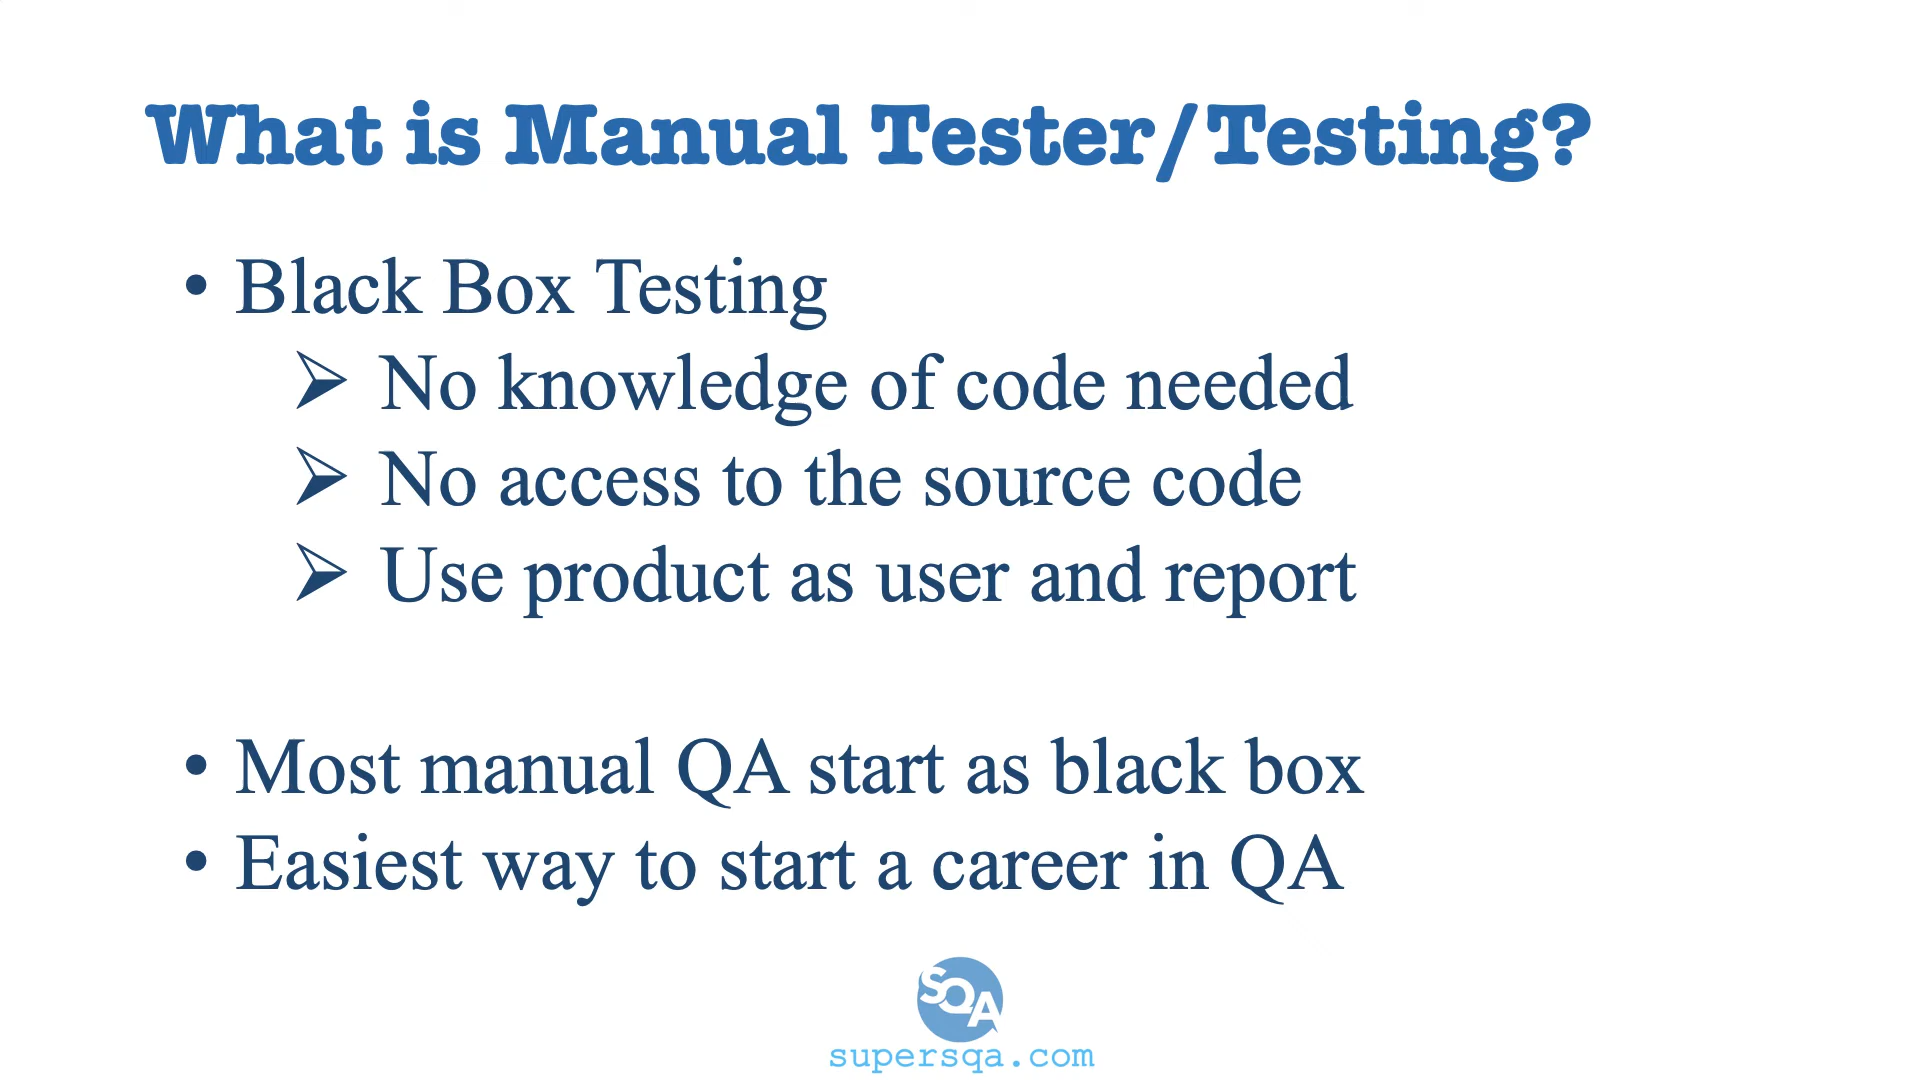 What is Manual Tester/Testing?
• Black Box Testing
➢ No knowledge of code needed
➢ No access to the source code
➢ Use product as user and report
• Most manual QA start as black box
• Easiest way to start a career in QA
SQA
supersqa.com